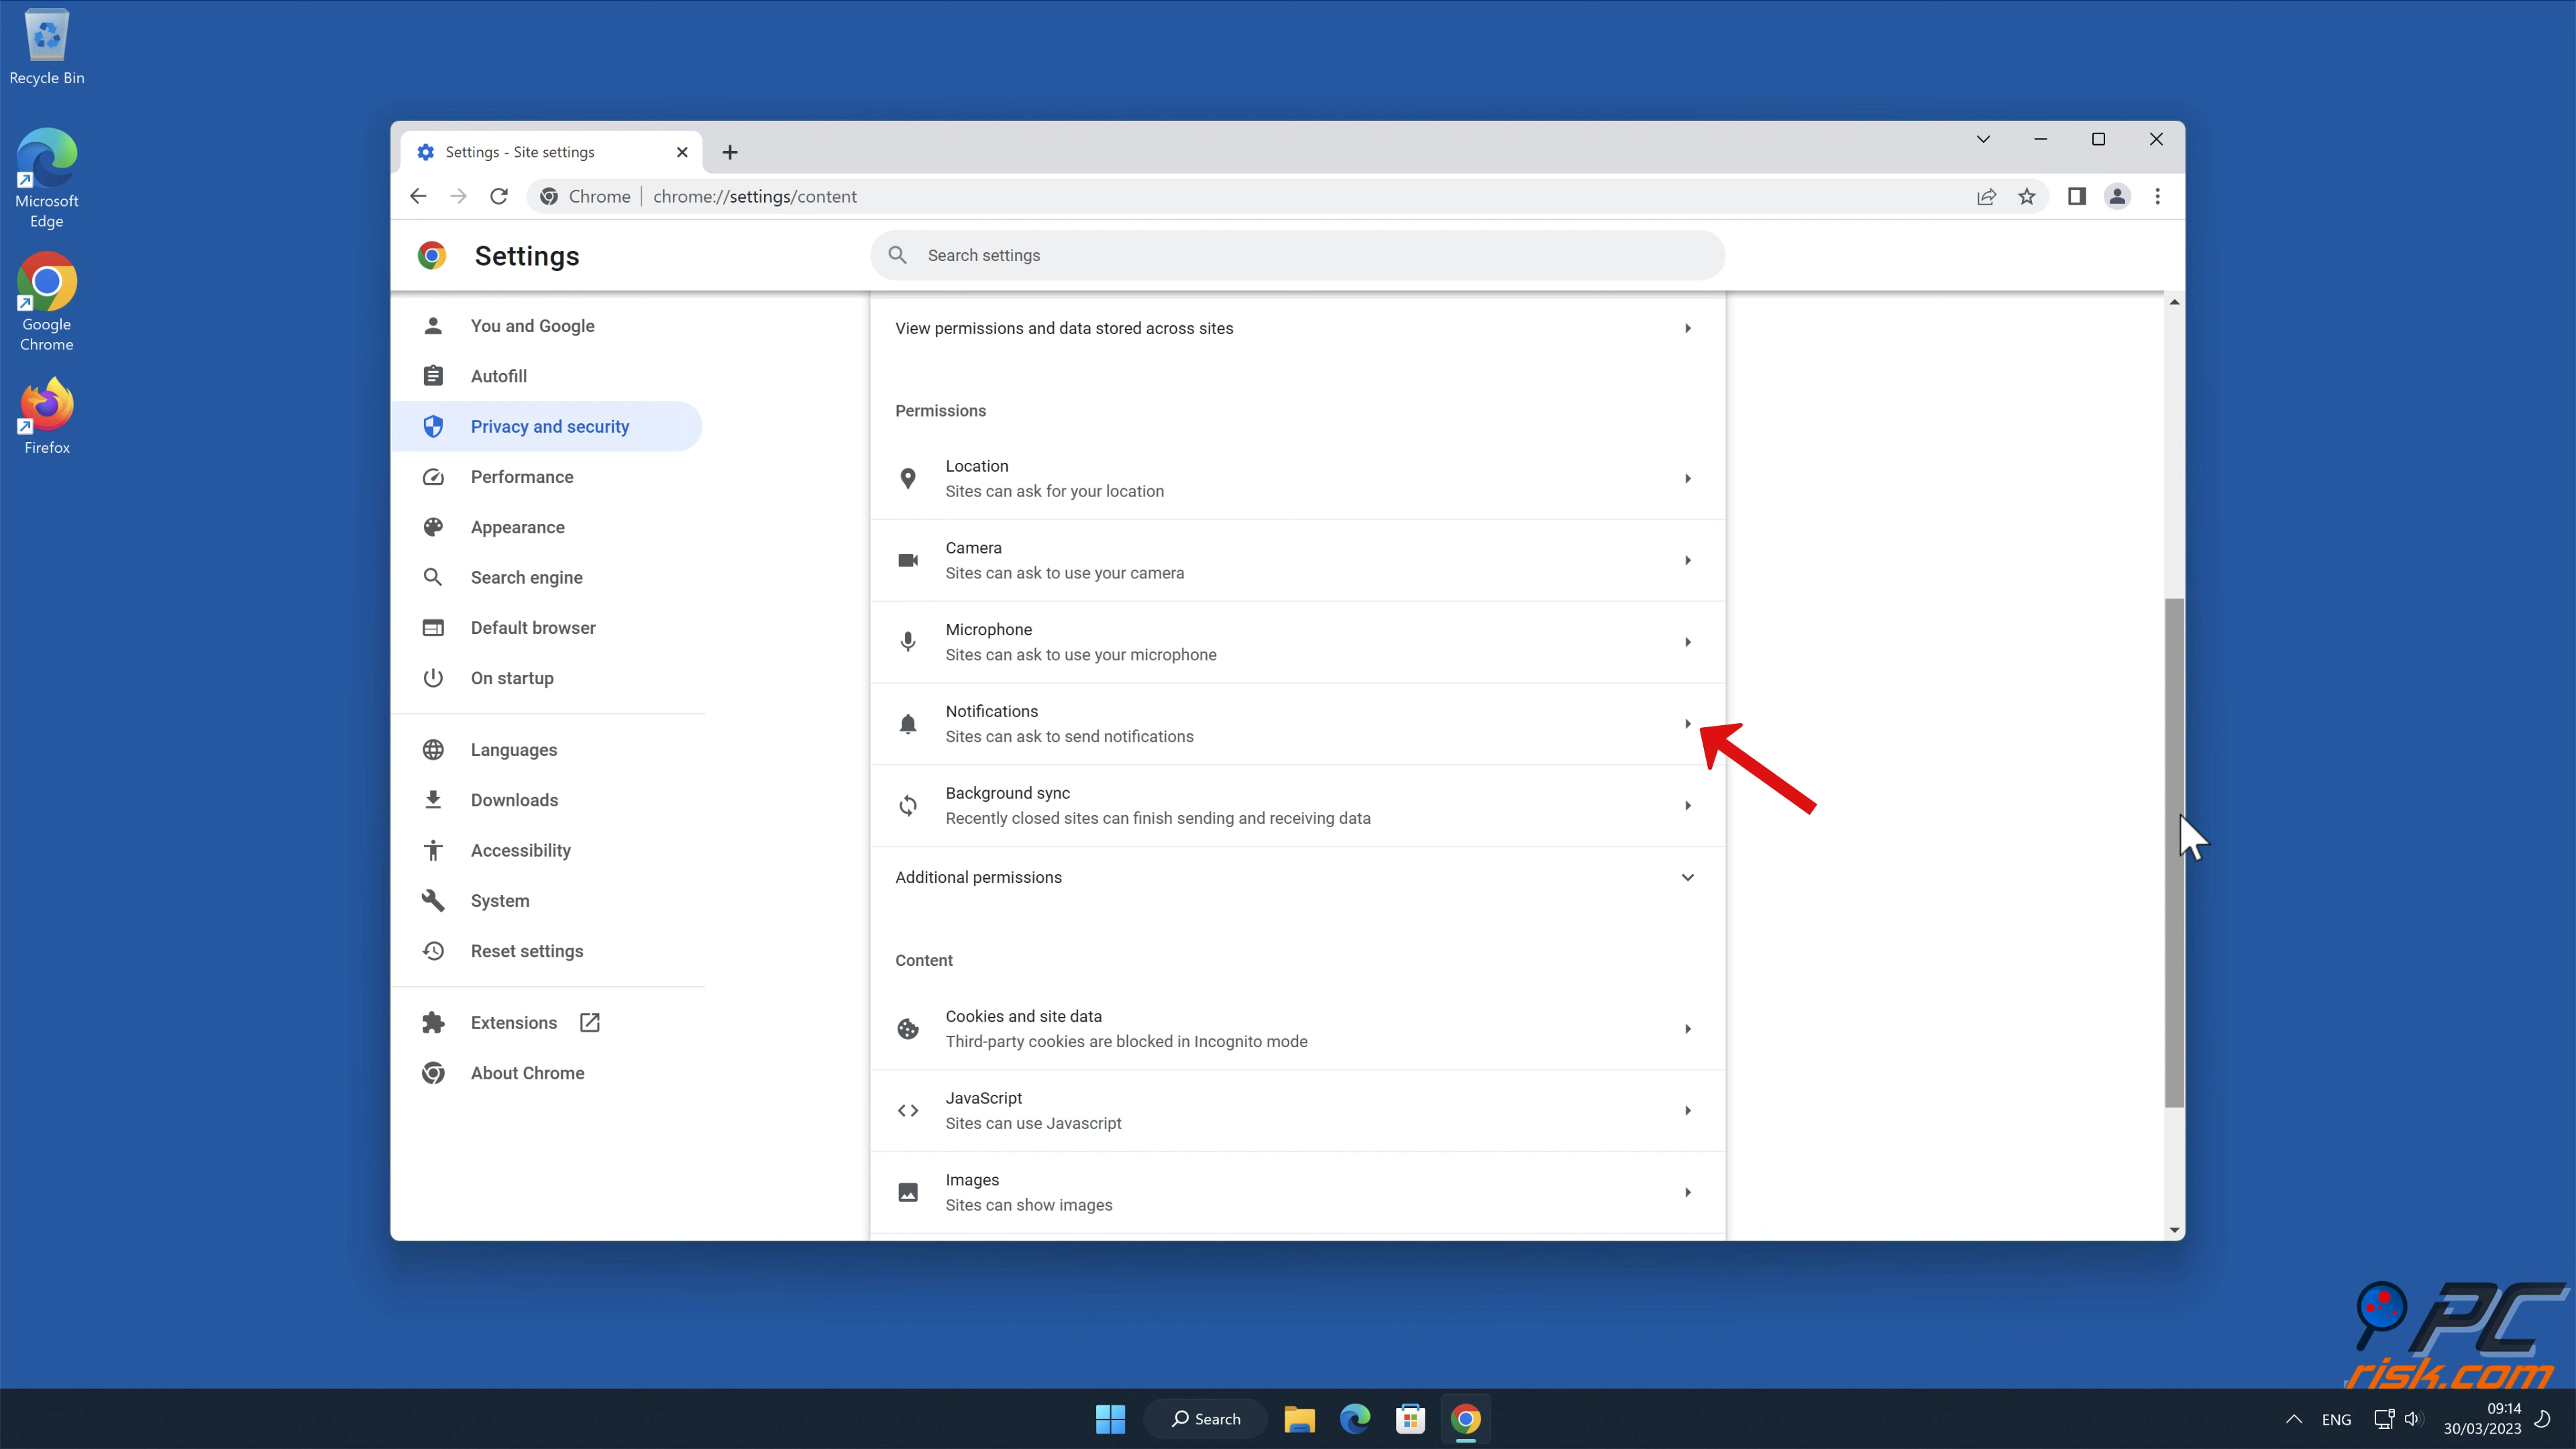 Recycle Bin
Microsoft
Edge
Google
Chrome
Firefox
Settings - Site settings
Chrome
chrome://settings/content
Settings
Search settings
You and Google
Autofill
Privacy and security
Performance
Appearance
Search engine
Default browser
On startup
Languages
Downloads
Accessibility
System
Reset settings
Extensions
About Chrome
View permissions and data stored across sites
Permissions
Location
Sites can ask for your location
Camera
Sites can ask to use your camera
Microphone
Sites can ask to use your microphone
Notifications
Sites can ask to send notifications
Background sync
Recently closed sites can finish sending and receiving data
Additional permissions
Content
Cookies and site data
Third-party cookies are blocked in Incognito mode
JavaScript
Sites can use Javascript
Images
Sites can show images
PC
risk.com
Search
ENG
09:14
30/03/2023